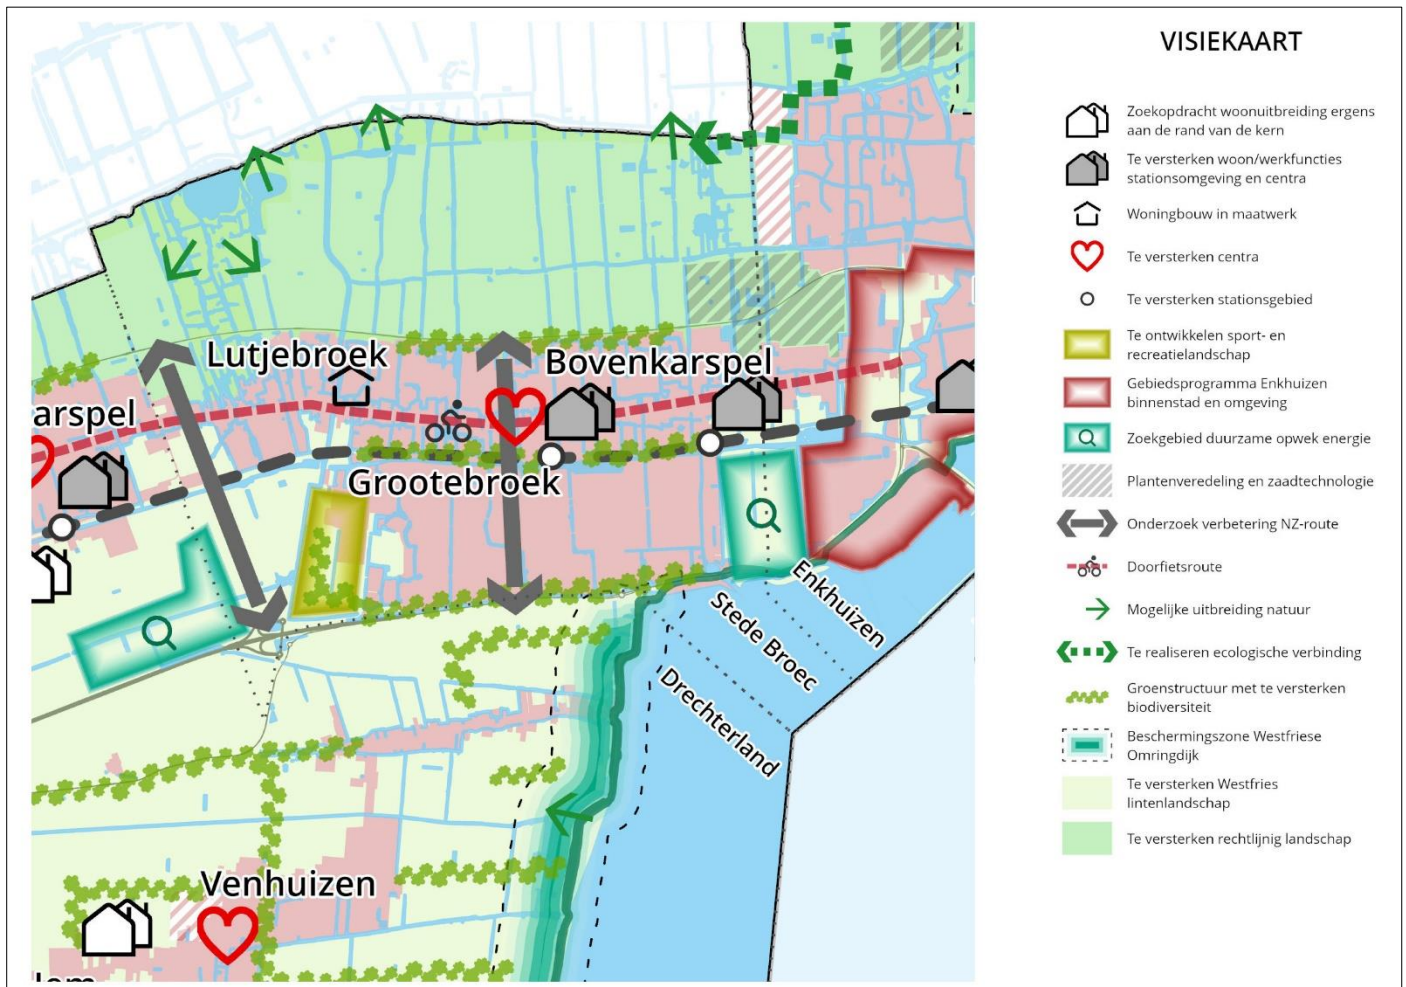 VISIEKAART
Zoekopdracht woonuitbreiding ergens
aan de rand van de kern
Te versterken woon/werkfuncties
stationsomgeving en centra
Woningbouw in maatwerk
Te versterken centra
Te versterken stationsgebied
Te ontwikkelen sport- en
recreatielandschap
Gebiedsprogramma Enkhuizen
binnenstad en omgeving
Zoekgebied duurzame opwek energie
Plantenveredeling en zaadtechnologie
Onderzoek verbetering NZ-route
Doorfietsroute
Mogelijke uitbreiding natuur
Te realiseren ecologische verbinding
Groenstructuur met te versterken
biodiversiteit
Beschermingszone Westfriese
Omringdijk
Te versterken Westfries
lintenlandschap
Te versterken rechtlijnig landschap
Lutjebroek
Bovenkarspel
arspel
Grootebroek
Enkhuizen
Stede Broec
Drechterland
Venhuizen